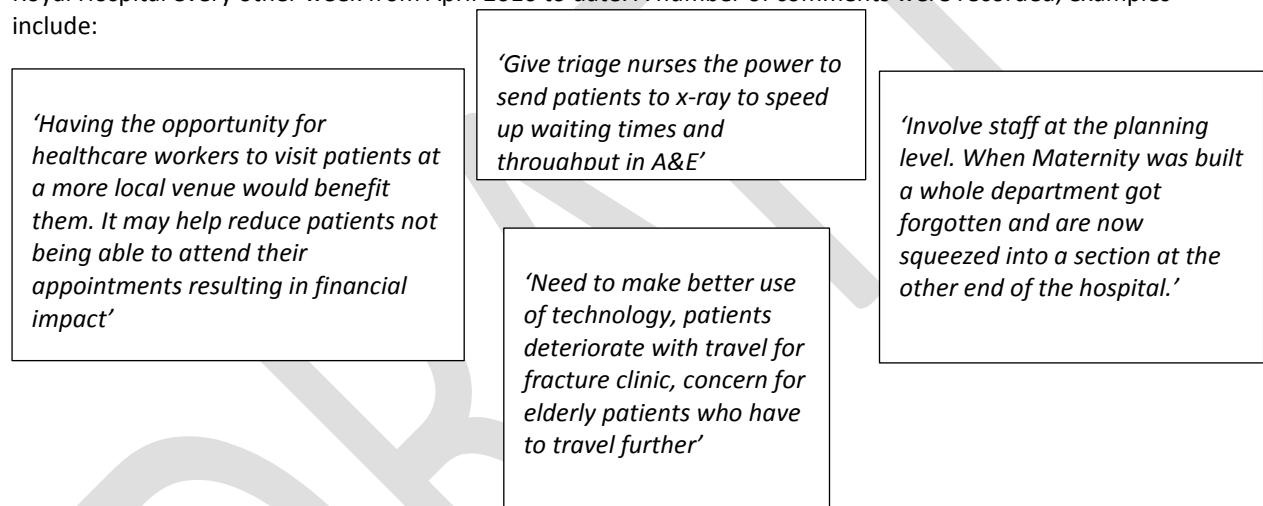 Royal Hospital every other week from April to date. A number of comments were recorded, examples
include:
‘Give triage nurses the power to
send patients to x-ray to speed
up waiting times and
throughput in A&E’
‘Having the opportunity for
healthcare workers to visit patients at
a more local venue would benefit
them. It may help reduce patients not
being able to attend their
appointments resulting in financial
impact’
‘Involve staff at the planning
level. When Maternity was built
a whole department got
forgotten and are now
squeezed into a section at the
other end of the hospital.’
‘Need to make better use
of technology, patients
deteriorate with travel for
fracture clinic, concern for
elderly patients who have
to travel further’